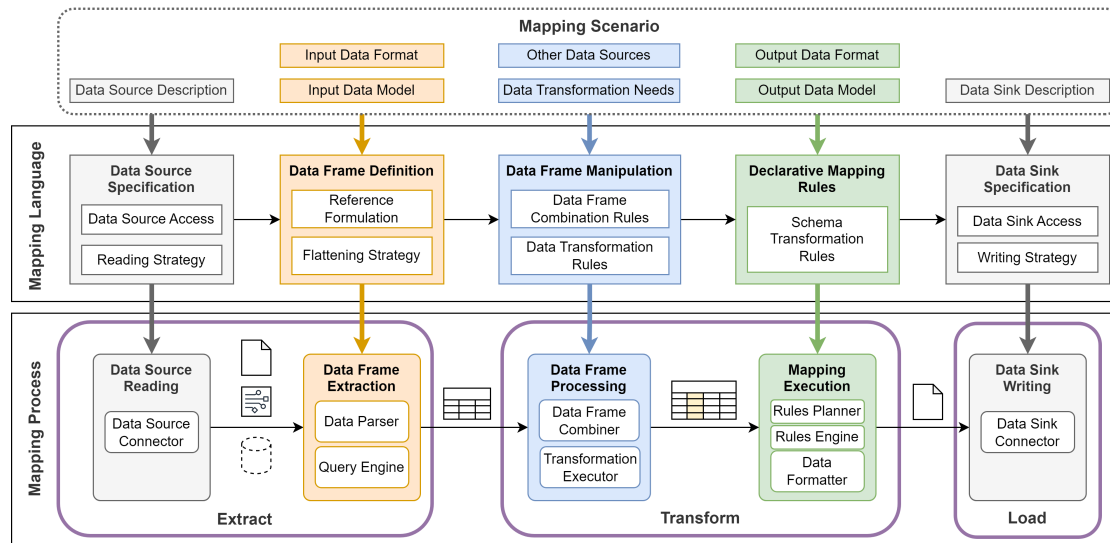 Mapping Scenario
Input Data Format
Other Data Sources
Output Data Format
Data Source Description
Input Data Model
Data Transformation Needs
Output Data Model
Data Sink Description
Mapping Language
Data Source
Specification
Data Source Access
Reading Strategy
Data Frame Definition
Reference
Formulation
Flattening Strategy
Data Frame Manipulation
Data Frame
Combination Rules
Data Transformation
Rules
Declarative Mapping
Rules
Schema
Transformation
Rules
Data Sink
Specification
Data Sink Access
Writing Strategy
Mapping Process
Data Source
Reading
Data Source
Connector
Data Frame
Extraction
Data Parser
Query Engine
Extract
Data Frame
Processing
Data Frame
Combiner
Transformation
Executor
Mapping
Execution
Rules Planner
Rules Engine
Data
Formatter
Transform
Data Sink
Writing
Data Sink
Connector
Load